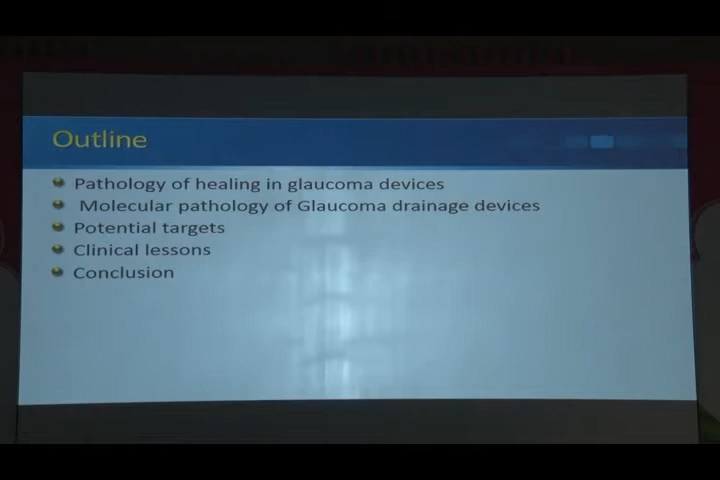 Outline
Pathology of healing in glaucoma devices
Molecular pathology of Glaucoma drainage devices
Potential targets
Clinical lessons
Conclusion